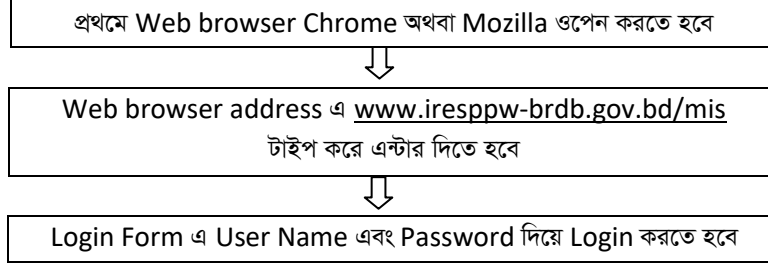 প্রথমে Web browser Chrome অথবা Mozilla ওপেন করতে হবে
Web browser address এ www.iresppw-brdb.gov.bd/mis
টাইপ করে এন্টার দিতে হবে
Login Form এ User Name এবং Password দিয়ে Login করতে হবে